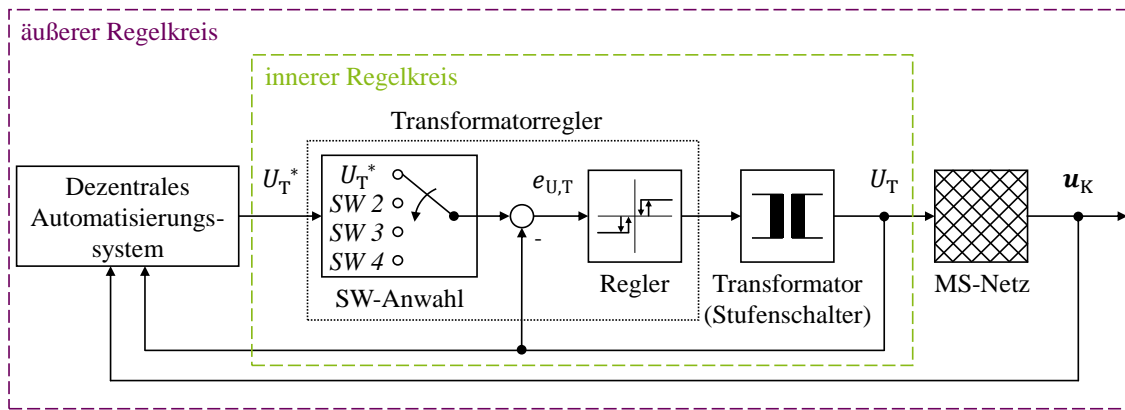 äußerer Regelkreis
innerer Regelkreis
Transformatorregler
Dezentrales
Automatisierungs-
system
U_T^*
U_T^*
SW 2
SW 3
SW 4
SW-Anwahl
-
e_U,T
Regler
Transformator
(Stufenschalter)
U_T
MS-Netz
u_K